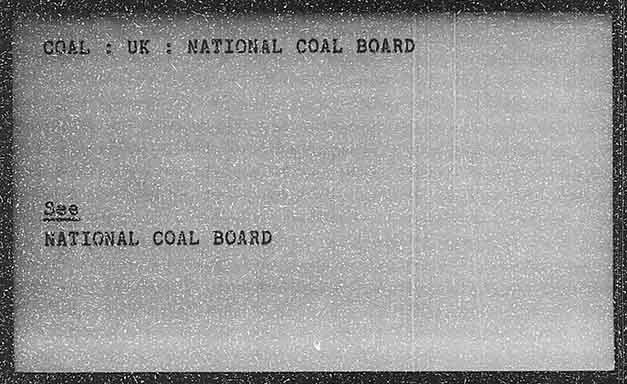 COAL : UK : NATIONAL COAL BOARD
See
NATIONAL COAL BOARD